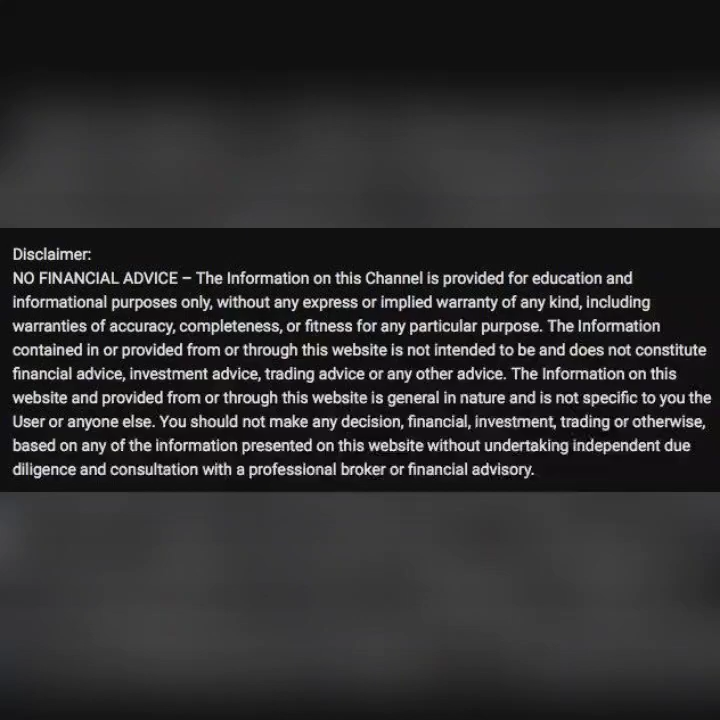 Disclaimer:
NO FINANCIAL ADVICE – The Information on this Channel is provided for education and
informational purposes only, without any express or implied warranty of any kind, including
warranties of accuracy, completeness, or fitness for any particular purpose. The Information
contained in or provided from or through this website is not intended to be and does not constitute
financial advice, investment advice, trading advice or any other advice. The Information on this
website and provided from or through this website is general in nature and is not specific to you the
User or anyone else. You should not make any decision, financial, investment, trading or otherwise,
based on any of the information presented on this website without undertaking independent due
diligence and consultation with a professional broker or financial advisory.